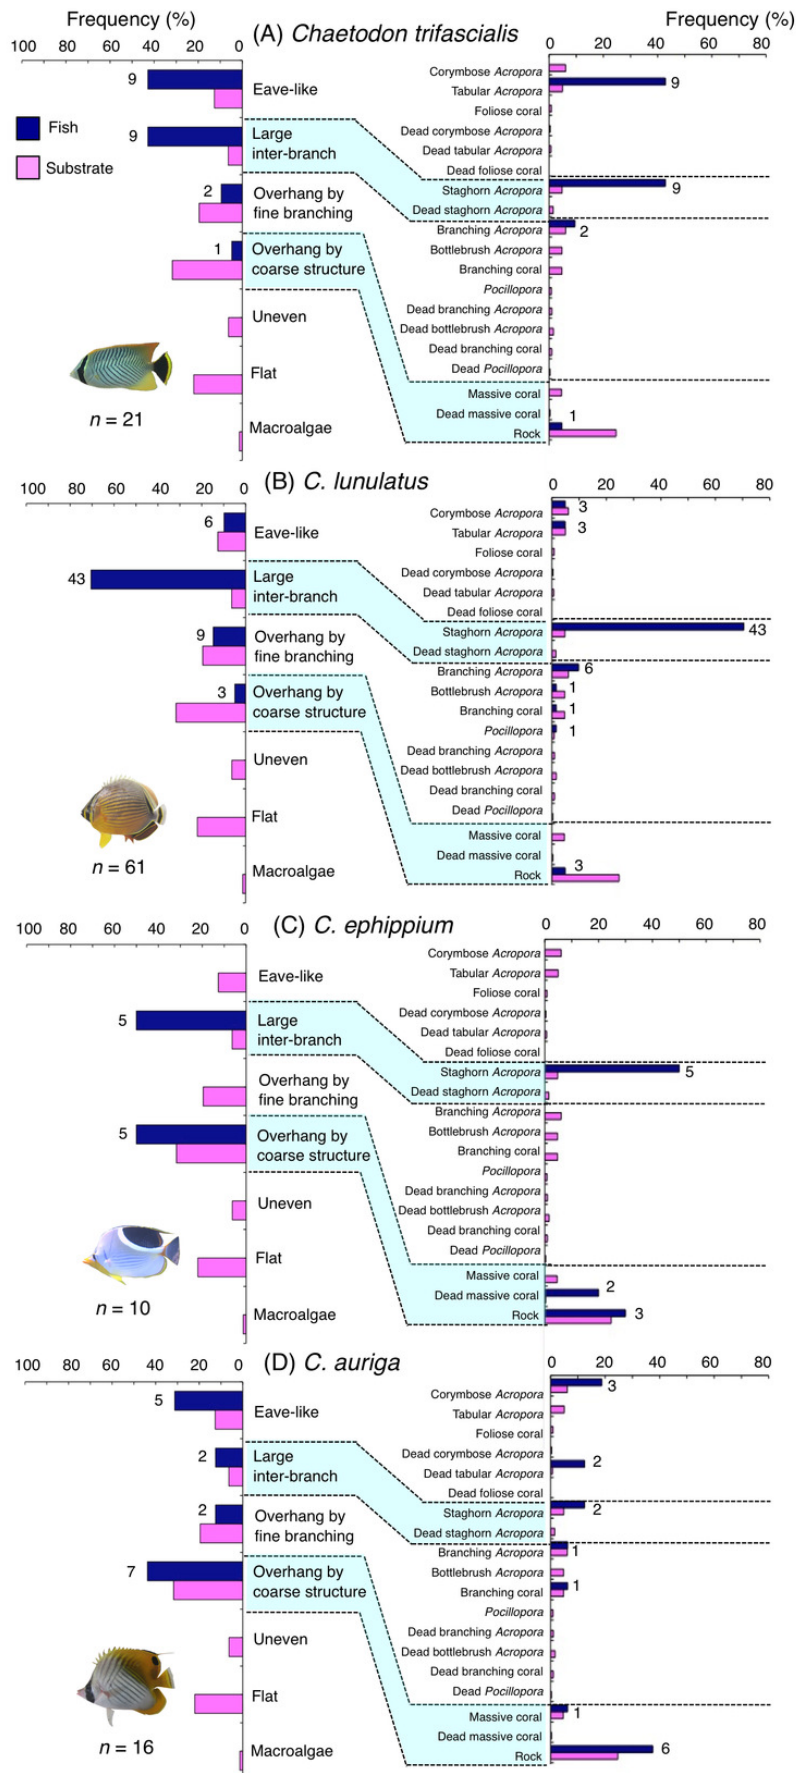 Frequency (%)
Frequency (%)
100 80 60 40 20 0
(A) Chaetodon trifascialis
0 20 40 60 80
Fish
Substrate
9
Eave-like
9
Large
inter-branch
2
Overhang by
fine branching
1
Overhang by
coarse structure
Uneven
Flat
Macroalgae
n = 21
Corymbose Acropora
Tabular Acropora
9
Foliose coral
Dead corymbose Acropora
Dead tabular Acropora
Dead foliose coral
Staghorn Acropora
9
Dead staghorn Acropora
Branching Acropora
2
Bottlebrush Acropora
Branching coral
Pocillopora
Dead branching Acropora
Dead bottlebrush Acropora
Dead branching coral
Dead Pocillopora
Massive coral
Dead massive coral
1
Rock
(B) C. lunulatus
100 80 60 40 20 0
0 20 40 60 80
6
Eave-like
43
Large
inter-branch
9
Overhang by
fine branching
3
Overhang by
coarse structure
Uneven
Flat
Macroalgae
n = 61
Corymbose Acropora
3
Tabular Acropora
3
Foliose coral
Dead corymbose Acropora
Dead tabular Acropora
Dead foliose coral
Staghorn Acropora
43
Dead staghorn Acropora
Branching Acropora
6
Bottlebrush Acropora
1
Branching coral
1
Pocillopora
1
Dead branching Acropora
Dead bottlebrush Acropora
Dead branching coral
Dead Pocillopora
Massive coral
Dead massive coral
Rock
3
(C) C. ephippium
100 80 60 40 20 0
0 20 40 60 80
Eave-like
5
Large
inter-branch
Overhang by
fine branching
5
Overhang by
coarse structure
Uneven
Flat
Macroalgae
n = 10
Corymbose Acropora
Tabular Acropora
Foliose coral
Dead corymbose Acropora
Dead tabular Acropora
Dead foliose coral
Staghorn Acropora
5
Dead staghorn Acropora
Branching Acropora
Bottlebrush Acropora
Branching coral
Pocillopora
Dead branching Acropora
Dead bottlebrush Acropora
Dead branching coral
Dead Pocillopora
Massive coral
Dead massive coral
2
Rock
3
(D) C. auriga
100 80 60 40 20 0
0 20 40 60 80
5
Eave-like
2
Large
inter-branch
2
Overhang by
fine branching
7
Overhang by
coarse structure
Uneven
Flat
Macroalgae
n = 16
Corymbose Acropora
3
Tabular Acropora
Foliose coral
Dead corymbose Acropora
2
Dead tabular Acropora
Dead foliose coral
Staghorn Acropora
2
Dead staghorn Acropora
Branching Acropora
1
Bottlebrush Acropora
Branching coral
1
Pocillopora
Dead branching Acropora
Dead bottlebrush Acropora
Dead branching coral
Dead Pocillopora
Massive coral
1
Dead massive coral
Rock
6